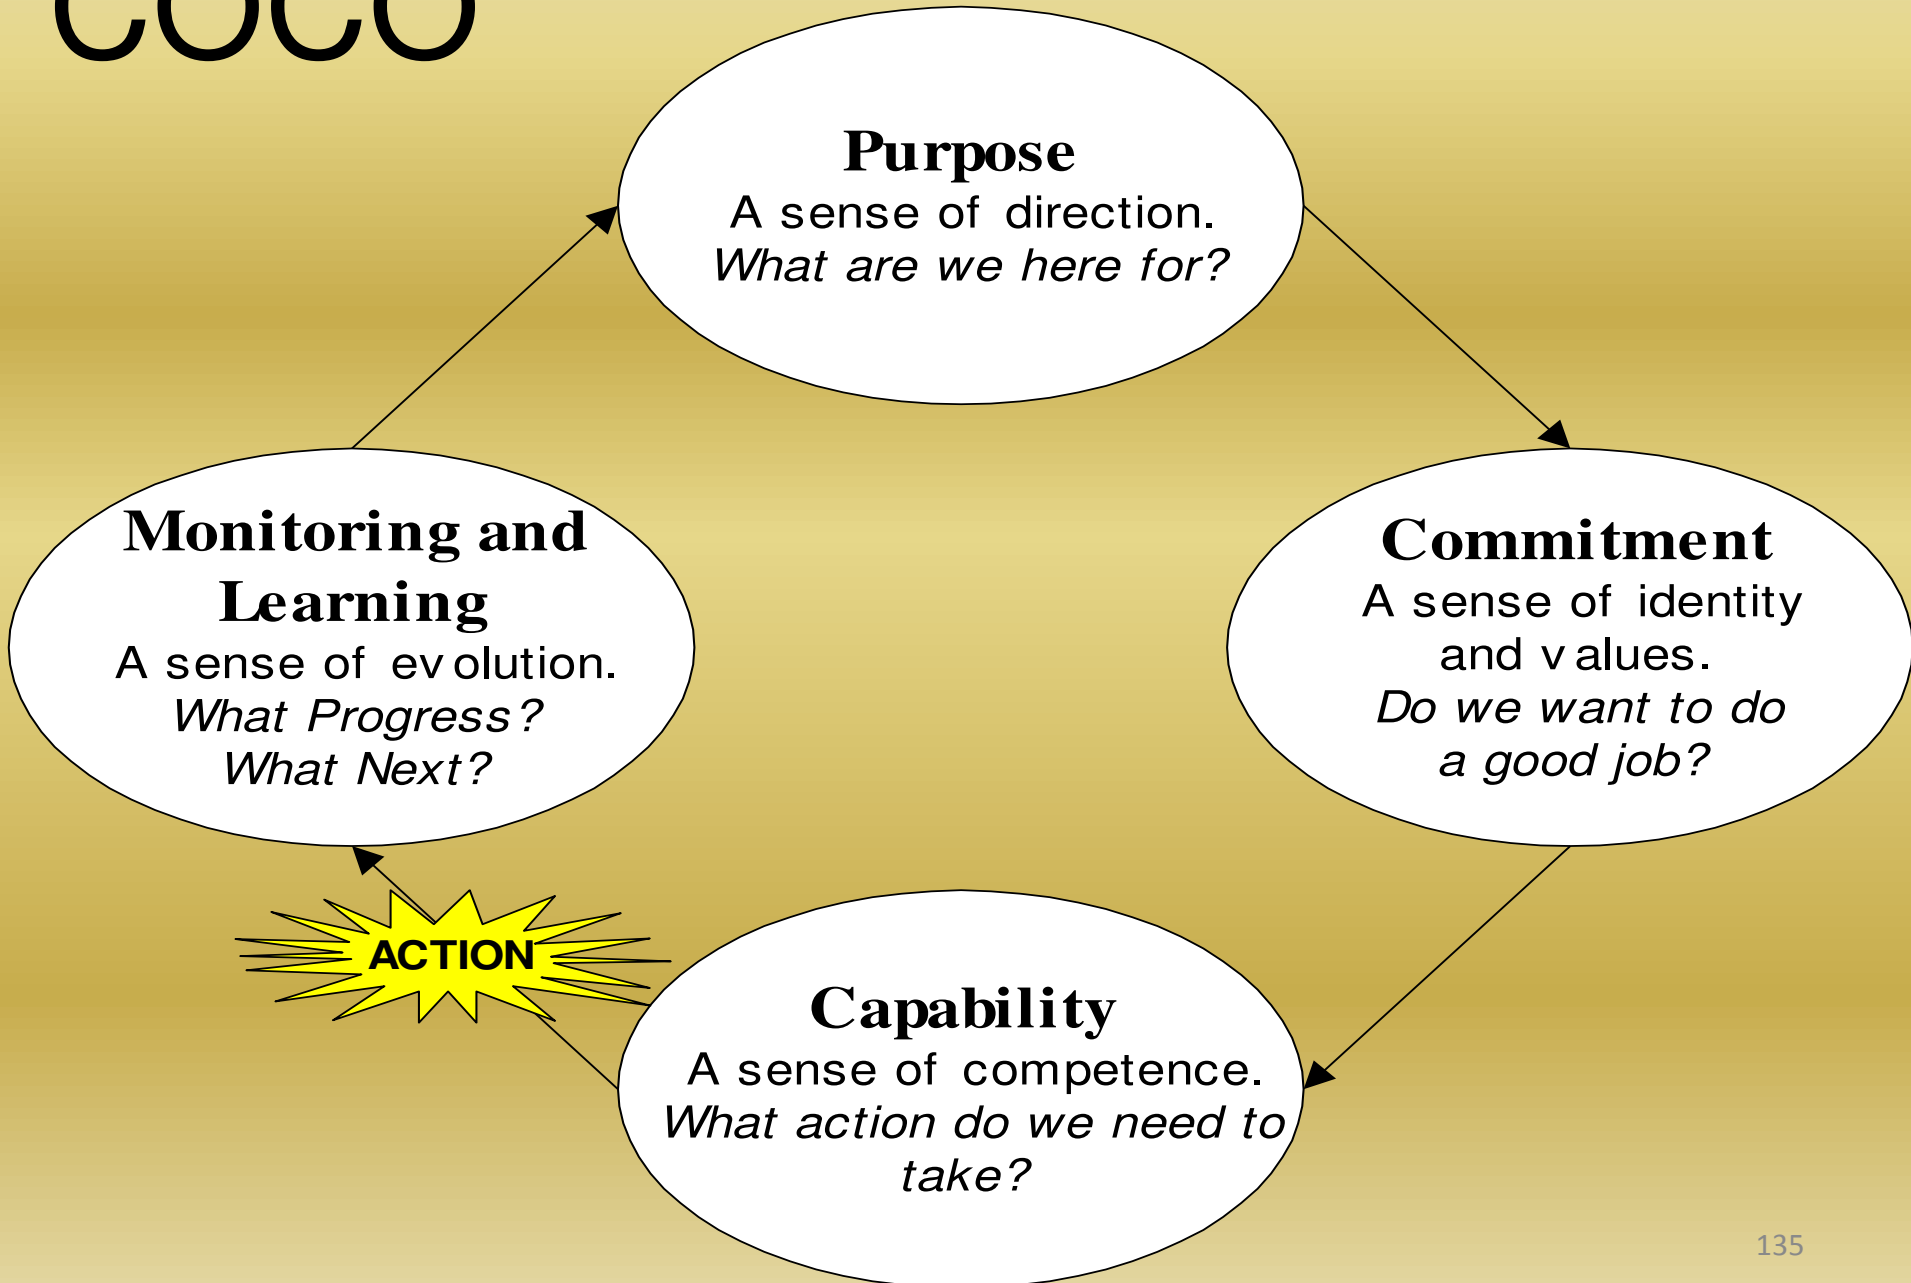 COCO
Purpose
A sense of direction.
What are we here for?
Monitoring and
Learning
A sense of evolution.
What Progress?
What Next?
Commitment
A sense of identity
and values.
Do we want to do
a good job?
ACTION
Capability
A sense of competence.
What action do we need to
take?
135